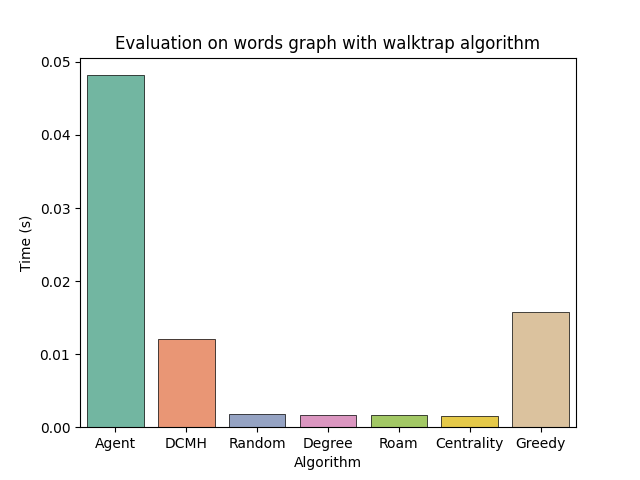 Evaluation on words graph with walktrap algorithm
0.05
0.04
0.03
0.02
0.01
0.00
Time (s)
Agent DCMH Random Degree Roam Centrality Greedy
Algorithm